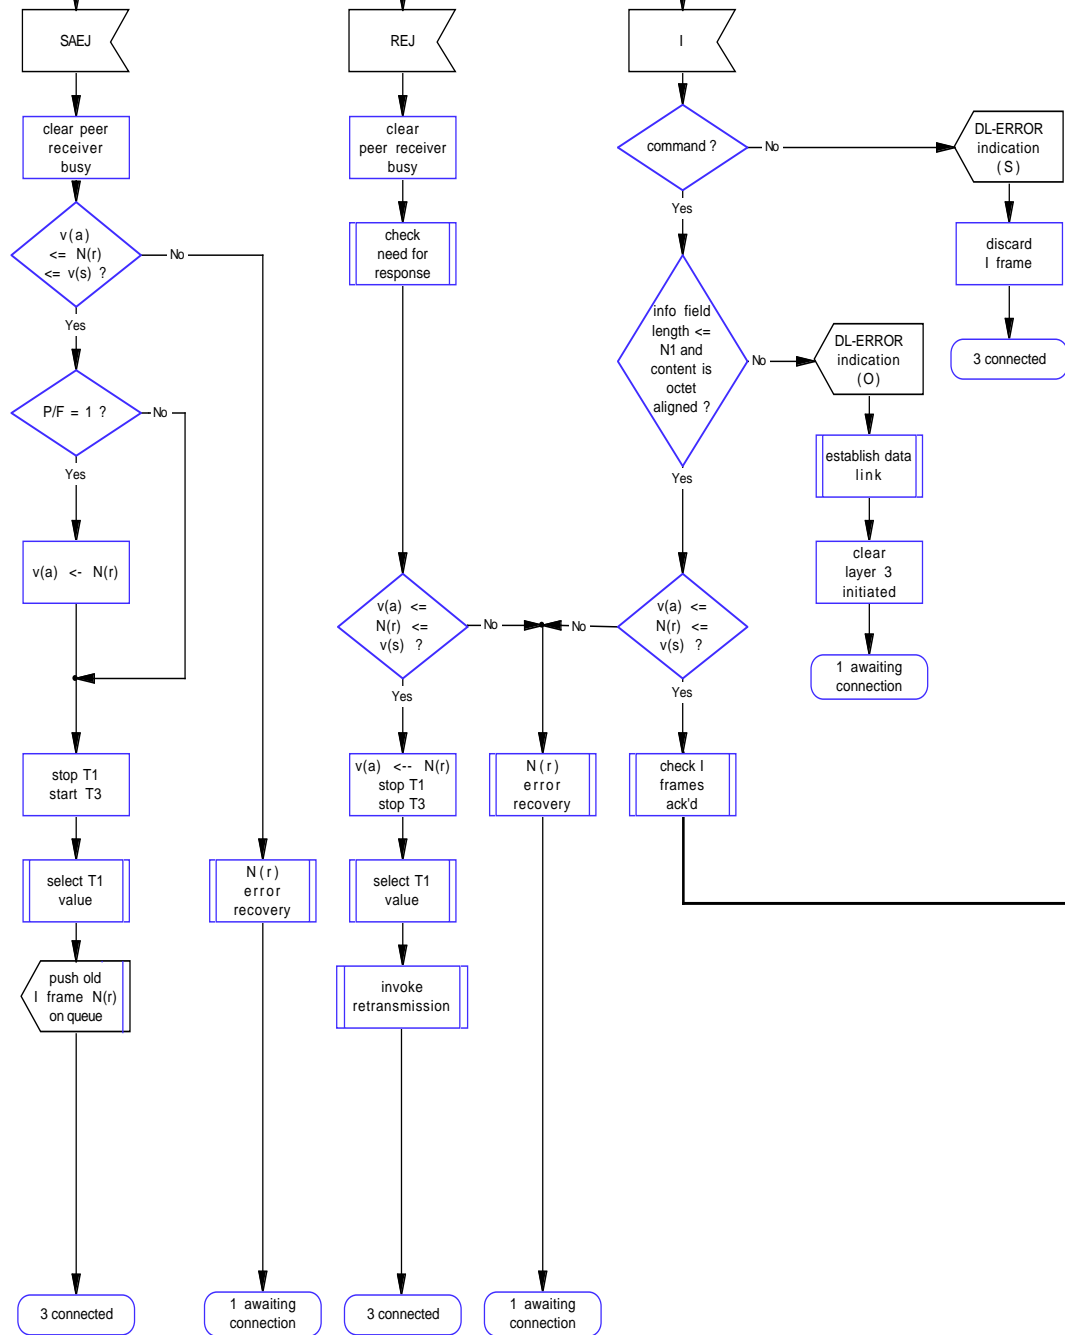 SAEJ
clear peer
receiver
busy
v(a)
<= N(r)
<= v(s) ?
No
Yes
P/F = 1 ?
No
Yes
v(a) <- N(r)
stop T1
start T3
select T1
value
push old
I frame N(r)
on queue
3 connected
N(r)
error
recovery
1 awaiting
connection
REJ
clear
peer receiver
busy
check
need for
response
v(a) <=
N(r) <=
v(s) ?
No
Yes
v(a) <-- N(r)
stop T1
stop T3
select T1
value
invoke
retransmission
3 connected
N(r)
error
recovery
1 awaiting
connection
I
command ?
No
Yes
info field
length <=
N1 and
content is
octet
aligned ?
No
Yes
v(a) <=
N(r) <=
v(s) ?
No
Yes
check I
frames
ack'd
DL-ERROR
indication
(O)
establish data
link
clear
layer 3
initiated
1 awaiting
connection
DL-ERROR
indication
(S)
discard
I frame
3 connected